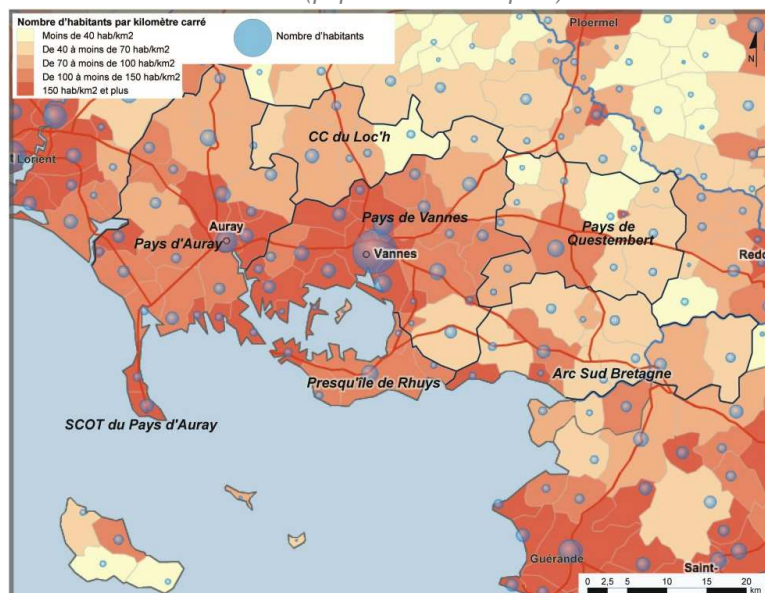 Nombre d'habitants par kilomètre carré
Moins de 40 hab/km2
De 40 à moins de 70 hab/km2
De 70 à moins de 100 hab/km2
De 100 à moins de 150 hab/km2
150 hab/km2 et plus
Nombre d'habitants
Ploermel
N
CC du Loc'h
Lorient
Auray
Pays d'Auray
Pays de Vannes
Vannes
Pays de
Questembert
Redo
Presqu'île de Rhuys
Arc Sud Bretagne
SCOT du Pays d'Auray
Guérande
Saint-
0 2,5 5 10 15 20
km